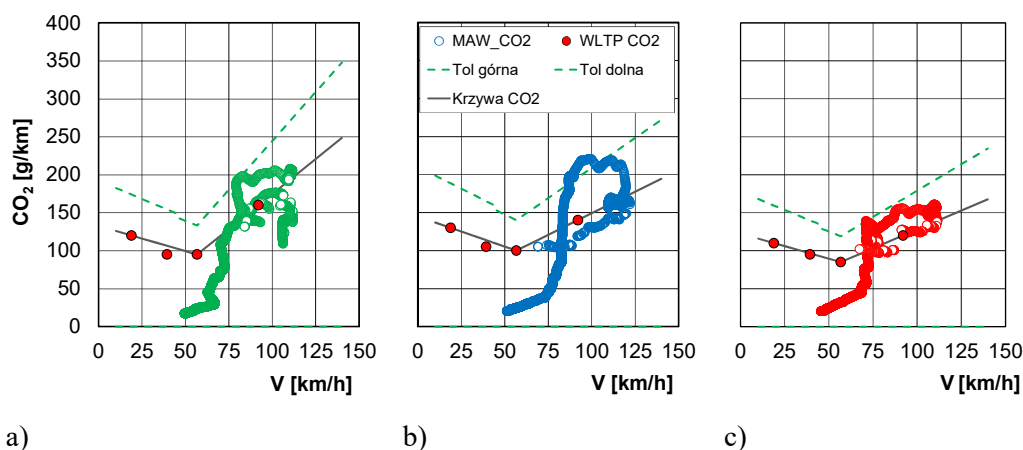 400
350
300
250
200
150
100
50
0
CO2 [g/km]
0 25 50 75 100 125 150
V [km/h]
a)
MAW_CO2 WLTP CO2
Tol górna Tol dolna
Krzywa CO2
0 25 50 75 100 125 150
V [km/h]
b)
0 25 50 75 100 125 150
V [km/h]
c)